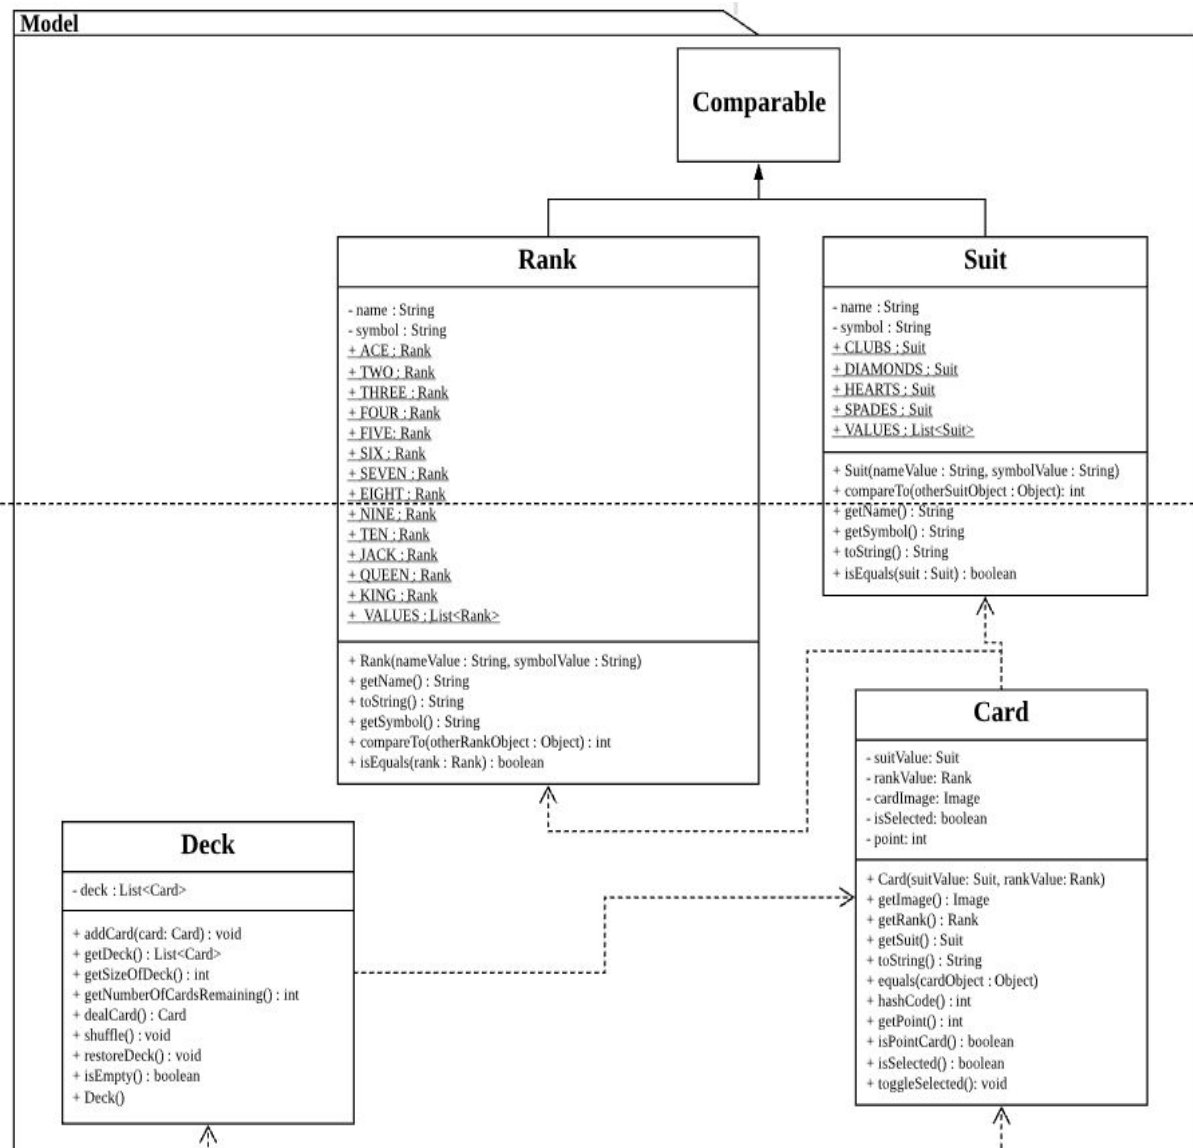 Model
Comparable
Rank
- name : String
- symbol : String
+ ACE : Rank
+ TWO : Rank
+ THREE : Rank
+ FOUR : Rank
+ FIVE: Rank
+ SIX : Rank
+ SEVEN : Rank
+ EIGHT : Rank
+ NINE : Rank
+ TEN : Rank
+ JACK : Rank
+ QUEEN : Rank
+ KING : Rank
+ VALUES : List<Rank>
+ Rank(nameValue : String, symbolValue : String)
+ getName() : String
+ toString() : String
+ getSymbol() : String
+ compareTo(otherRankObject : Object) : int
+ isEquals(rank : Rank) : boolean
Suit
- name : String
- symbol : String
+ CLUBS : Suit
+ DIAMONDS : Suit
+ HEARTS : Suit
+ SPADES : Suit
+ VALUES : List<Suit>
+ Suit(nameValue : String, symbolValue : String)
+ compareTo(otherSuitObject : Object): int
+ getName() : String
+ getSymbol() : String
+ toString() : String
+ isEquals(suit : Suit) : boolean
Card
- suitValue: Suit
- rankValue: Rank
- cardImage: Image
- isSelected: boolean
- point: int
+ Card(suitValue: Suit, rankValue: Rank)
+ getImage() : Image
+ getRank() : Rank
+ getSuit() : Suit
+ toString() : String
+ equals(cardObject : Object)
+ hashCode() : int
+ getPoint() : int
+ isPointCard() : boolean
+ isSelected() : boolean
+ toggleSelected(): void
Deck
- deck : List<Card>
+ addCard(card: Card) : void
+ getDeck() : List<Card>
+ getSizeOfDeck() : int
+ getNumberOfCardsRemaining() : int
+ dealCard() : Card
+ shuffle() : void
+ restoreDeck() : void
+ isEmpty() : boolean
+ Deck()